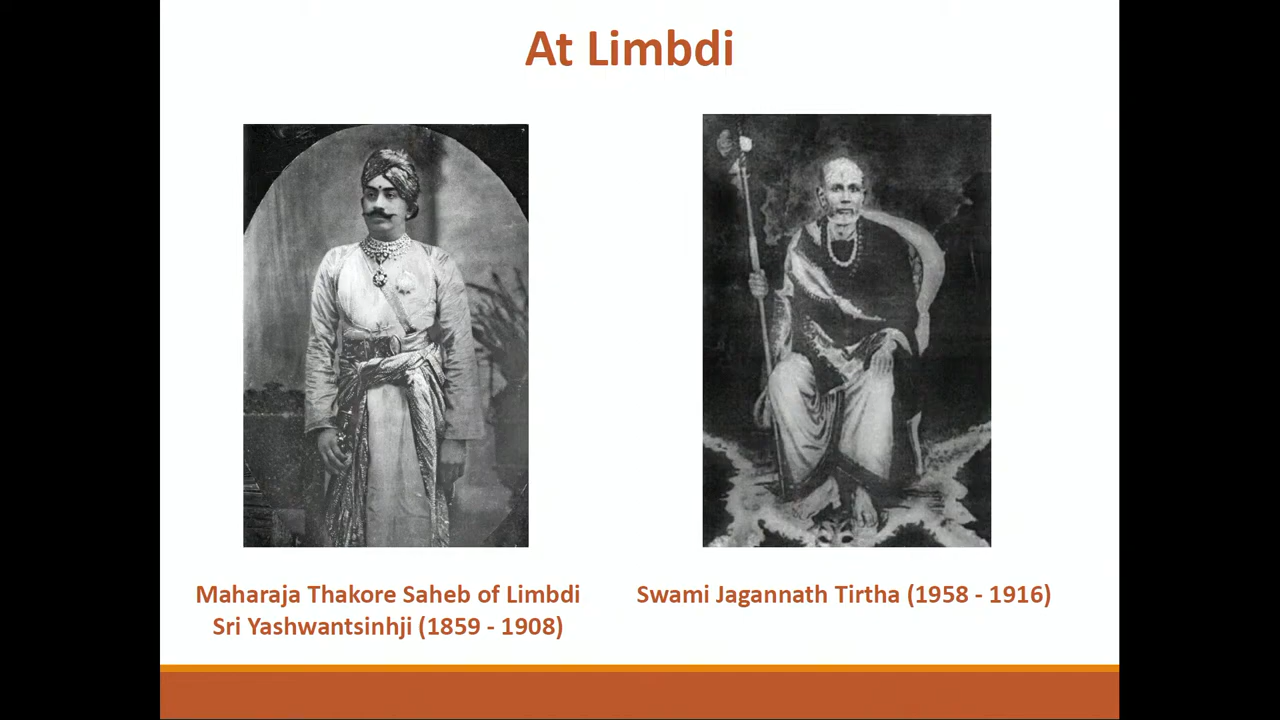 At Limbdi
Maharaja Thakore Saheb of Limbdi
Sri Yashwantsinhji (1859 - 1908)
Swami Jagannath Tirtha (1958 - 1916)